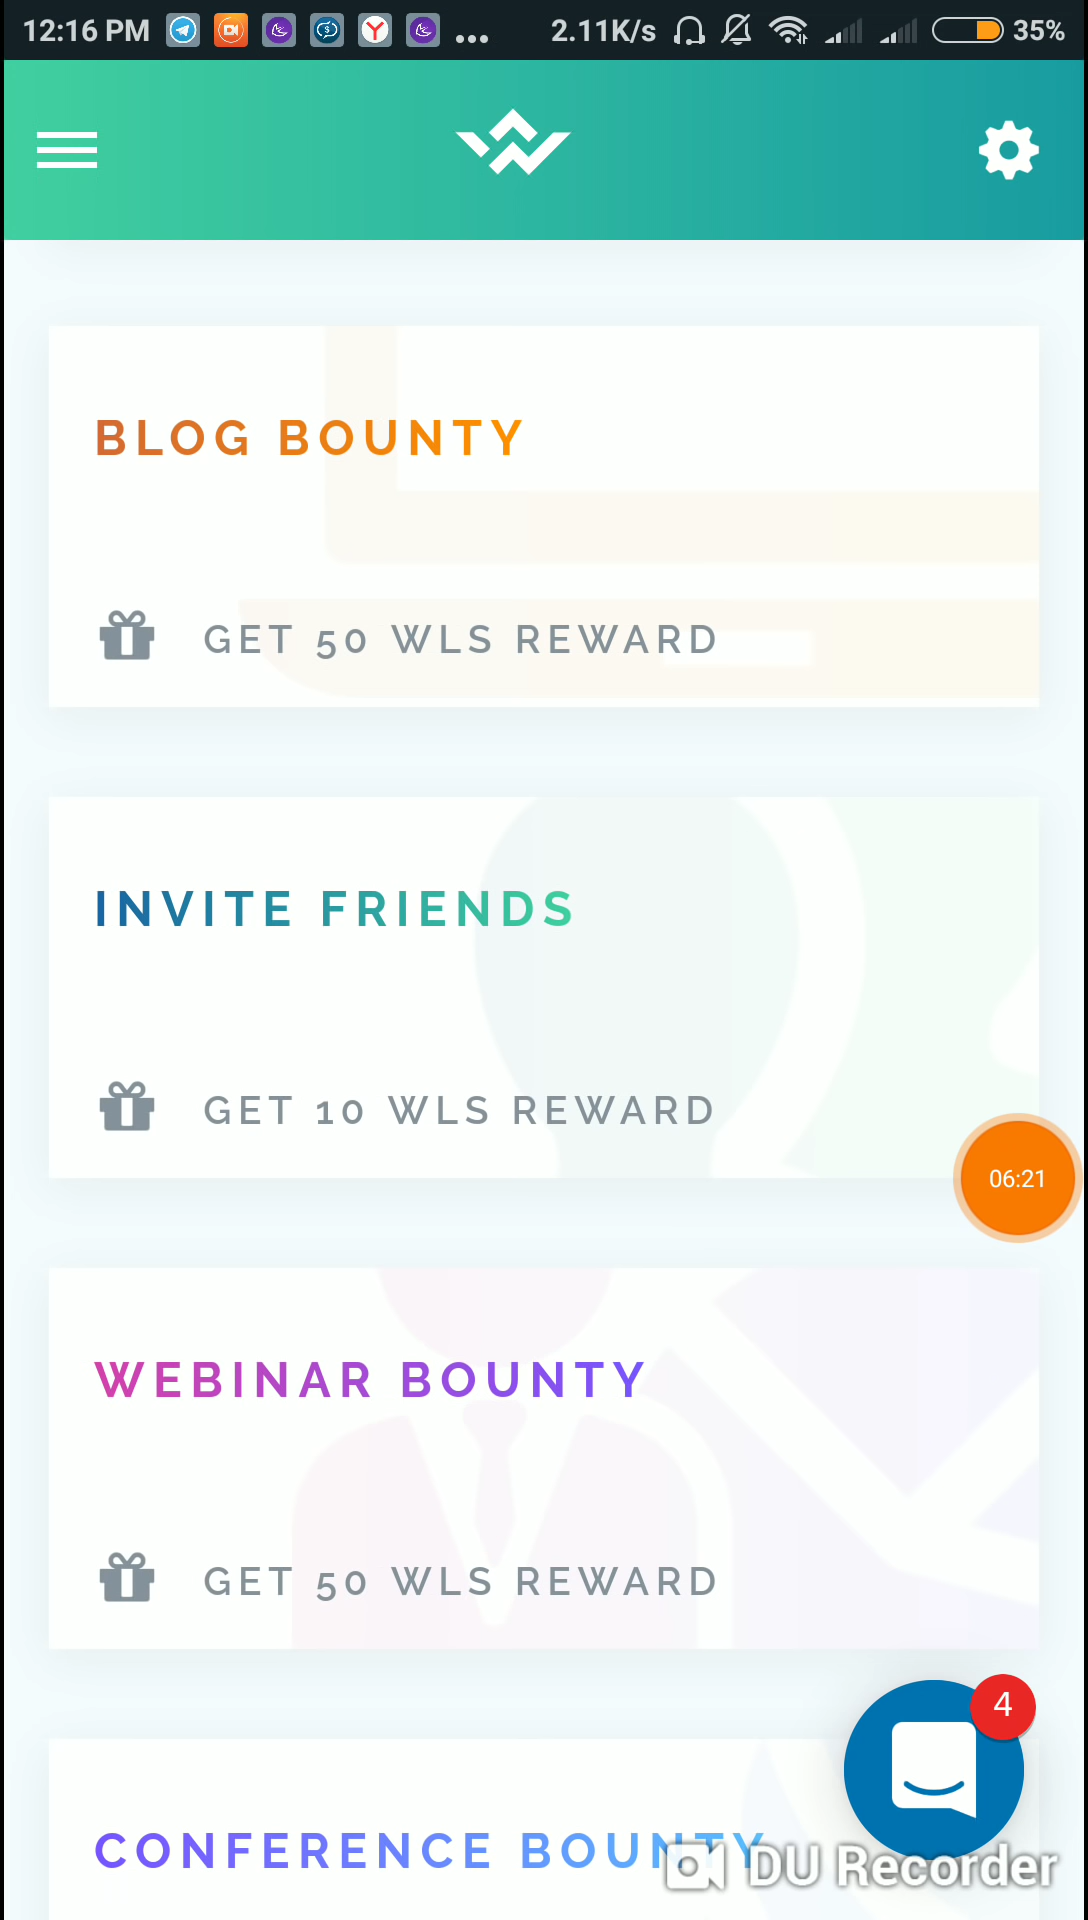 12:16 PM
2.11K/s
35%
BLOG BOUNTY
GET 50 WLS REWARD
INVITE FRIENDS
GET 10 WLS REWARD
06:21
WEBINAR BOUNTY
GET 50 WLS REWARD
4
CONFERENCE BOUNTY
DU Recorder